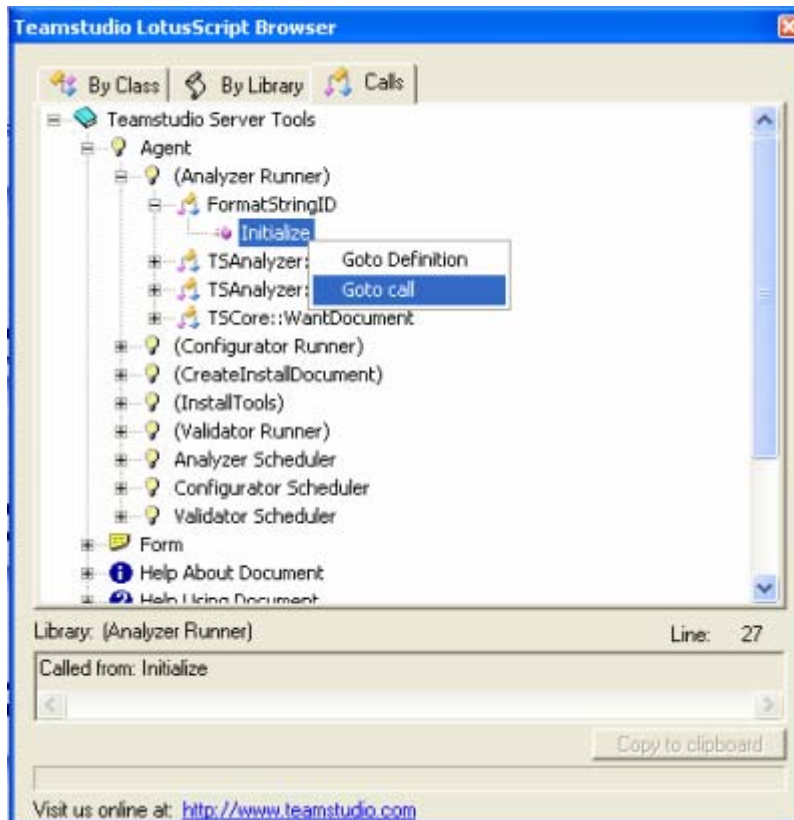 Teamstudio LotusScript Browser
By Class By Library Calls
Teamstudio Server Tools
Agent
(Analyzer Runner)
FormatStringID
Initialize
Goto Definition
TSAnalyzer:
Goto call
TSAnalyzer:
TSCore::WantDocument
(Configurator Runner)
(CreateInstallDocument)
(InstallTools)
(Validator Runner)
Analyzer Scheduler
Configurator Scheduler
Validator Scheduler
Form
Help About Document
Help Using Document
Library: (Analyzer Runner) Line: 27
Called from: Initialize
Copy to clipboard
Visit us online at: http://www.teamstudio.com